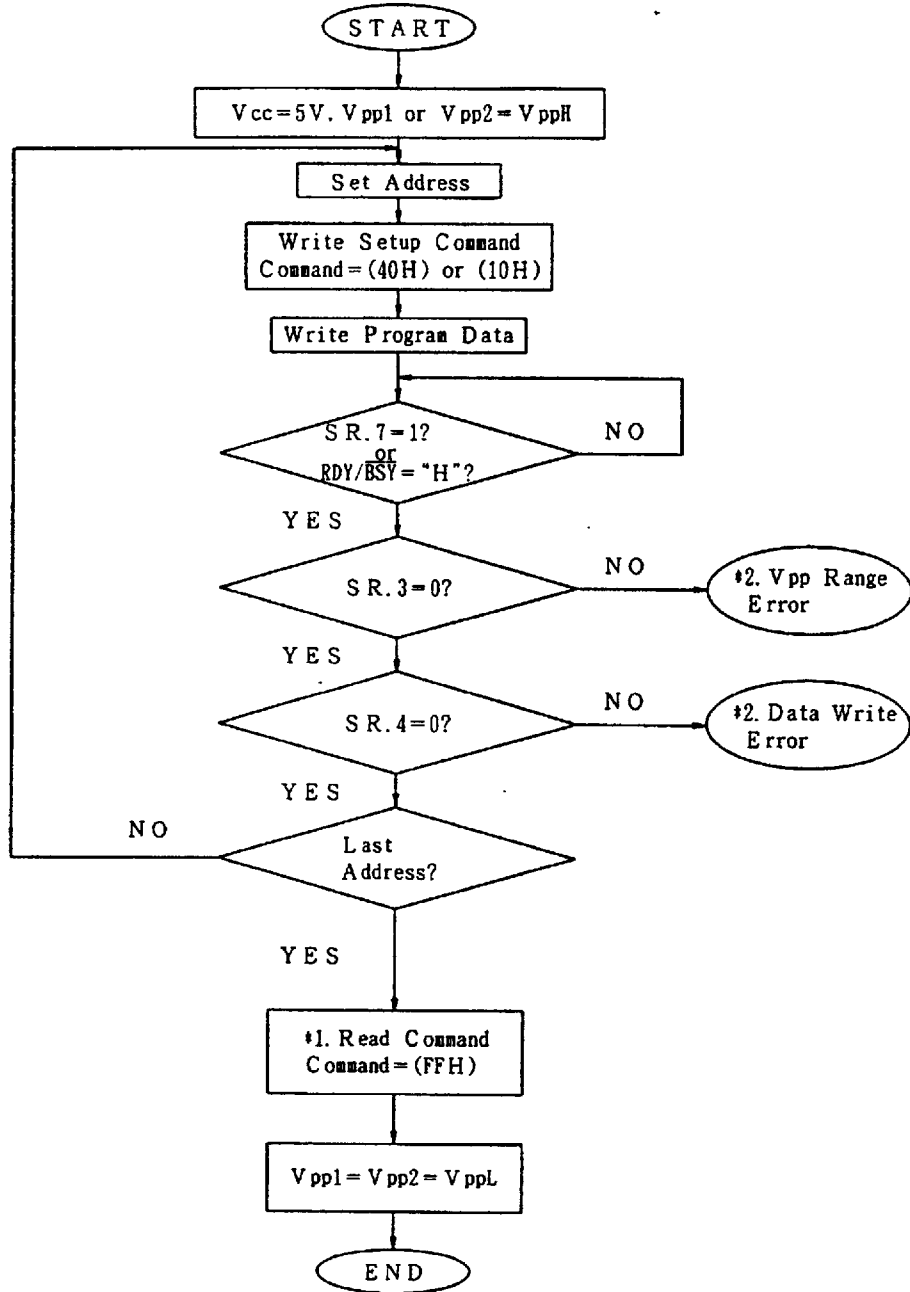 START
Vcc=5V. Vpp1 or Vpp2=VppH
Set Address
Write Setup Command
Command=(40H) or (10H)
Write Program Data
SR.7=1?
or
RDY/B̅S̅Y̅="H"?
NO
YES
SR.3=0?
NO
*2. Vpp Range
Error
YES
SR.4=0?
NO
*2. Data Write
Error
YES
NO
Last
Address?
YES
*1. Read Command
Command=(FFH)
Vpp1=Vpp2=VppL
END